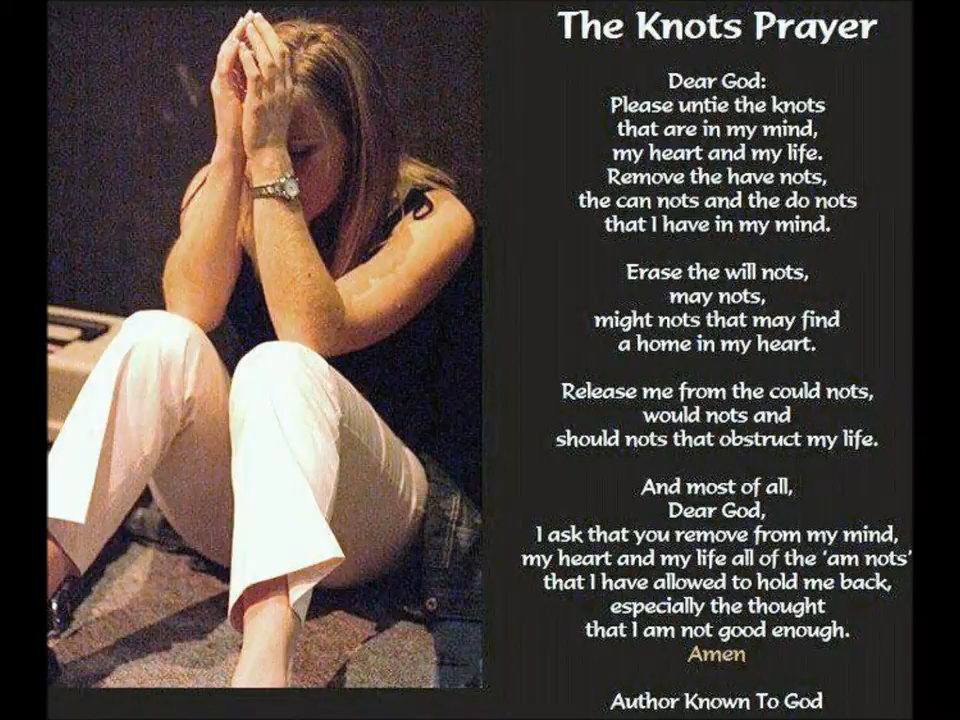 The Knots Prayer
Dear God:
Please untie the knots
that are in my mind,
my heart and my life.
Remove the have nots,
the can nots and the do nots
that I have in my mind.
Erase the will nots,
may nots,
might nots that may find
a home in my heart.
Release me from the could nots,
would nots and
should nots that obstruct my life.
And most of all,
Dear God,
I ask that you remove from my mind,
my heart and my life all of the 'am nots'
that I have allowed to hold me back,
especially the thought
that I am not good enough.
Amen
Author Known To God